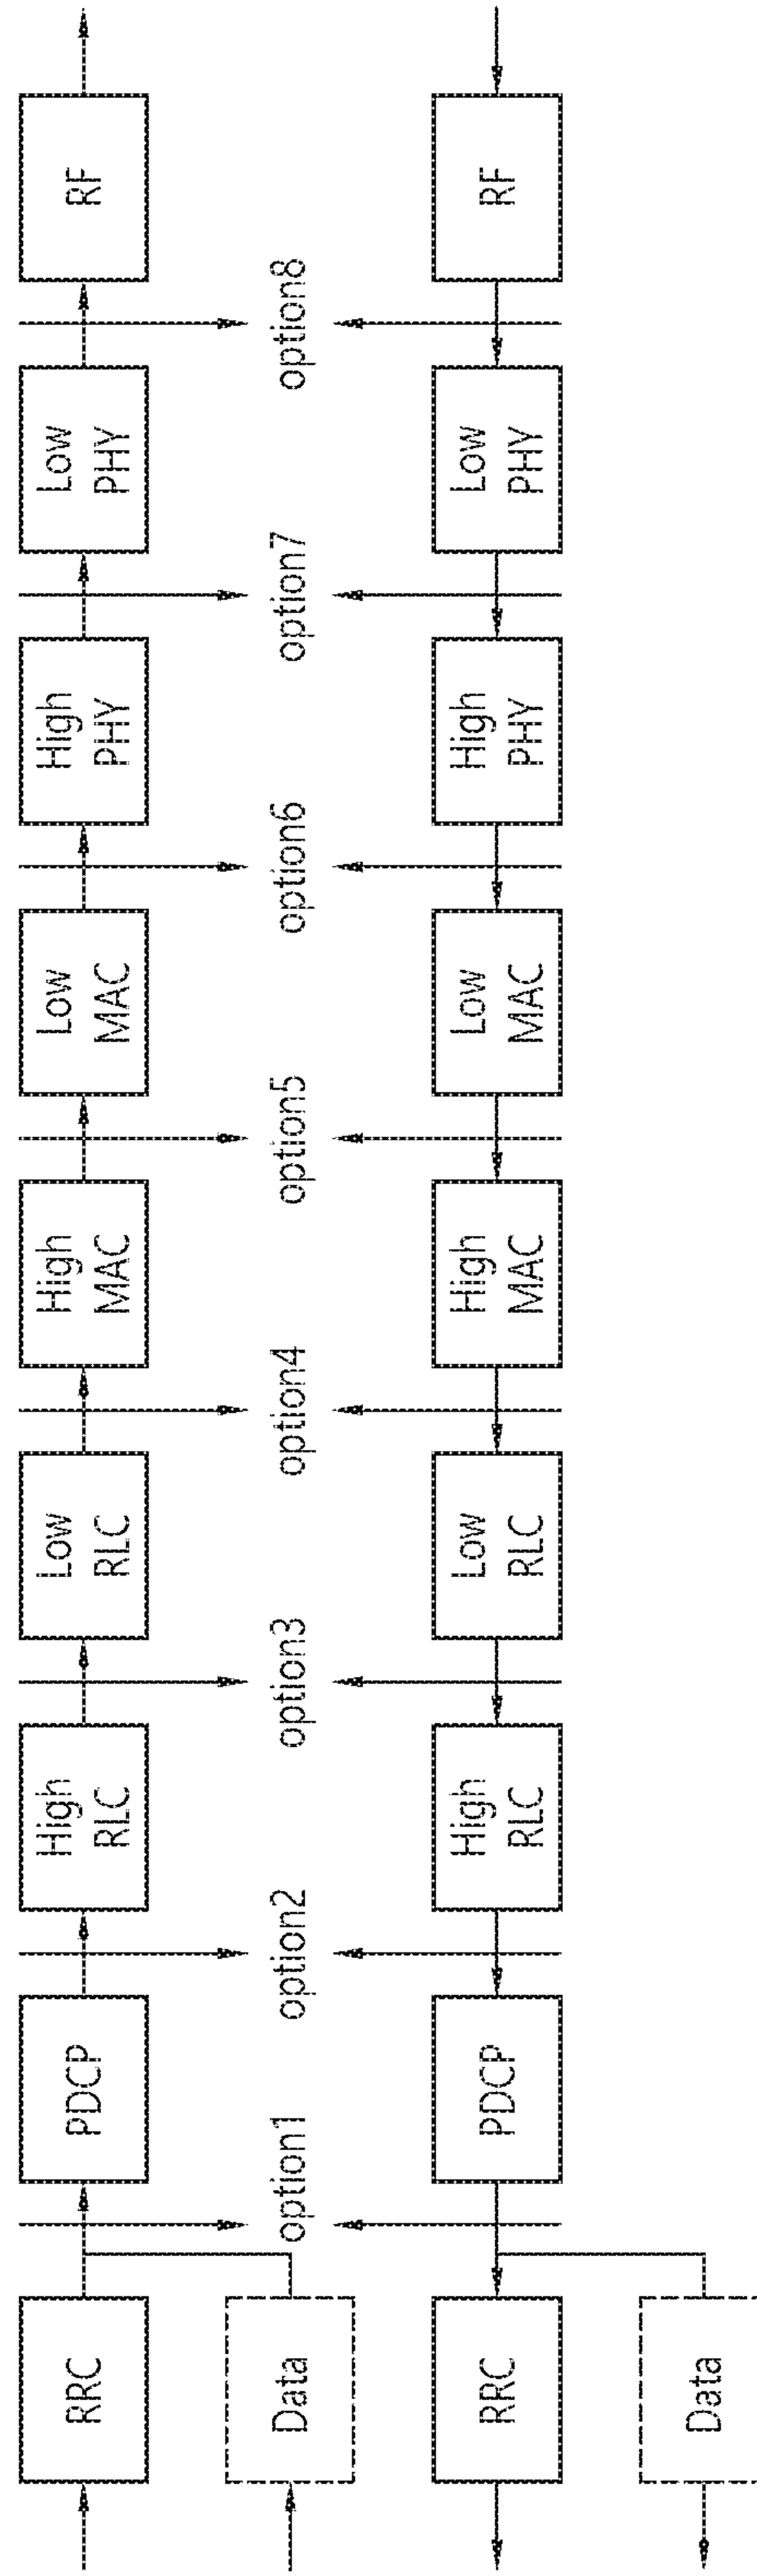 RRC
PDCP
High
RLC
Low
RLC
High
MAC
Low
MAC
High
PHY
Low
PHY
RF
Data
option1
option2
option3
option4
option5
option6
option7
option8
RRC
PDCP
High
RLC
Low
RLC
High
MAC
Low
MAC
High
PHY
Low
PHY
RF
Data